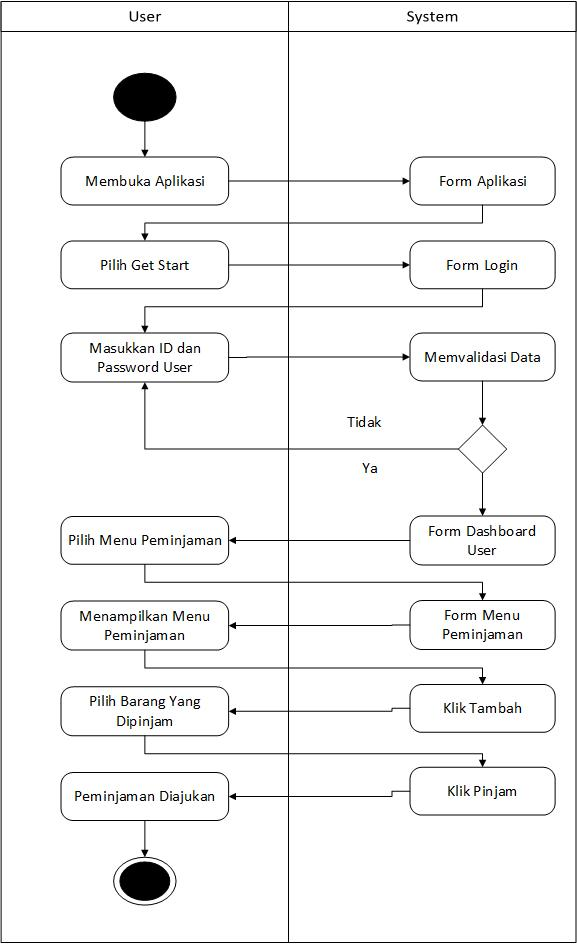 User
System
Membuka Aplikasi
Form Aplikasi
Pilih Get Start
Form Login
Masukkan ID dan
Password User
Memvalidasi Data
Tidak
Ya
Form Dashboard
User
Pilih Menu Peminjaman
Form Menu
Peminjaman
Menampilkan Menu
Peminjaman
Klik Tambah
Pilih Barang Yang
Dipinjam
Klik Pinjam
Peminjaman Diajukan